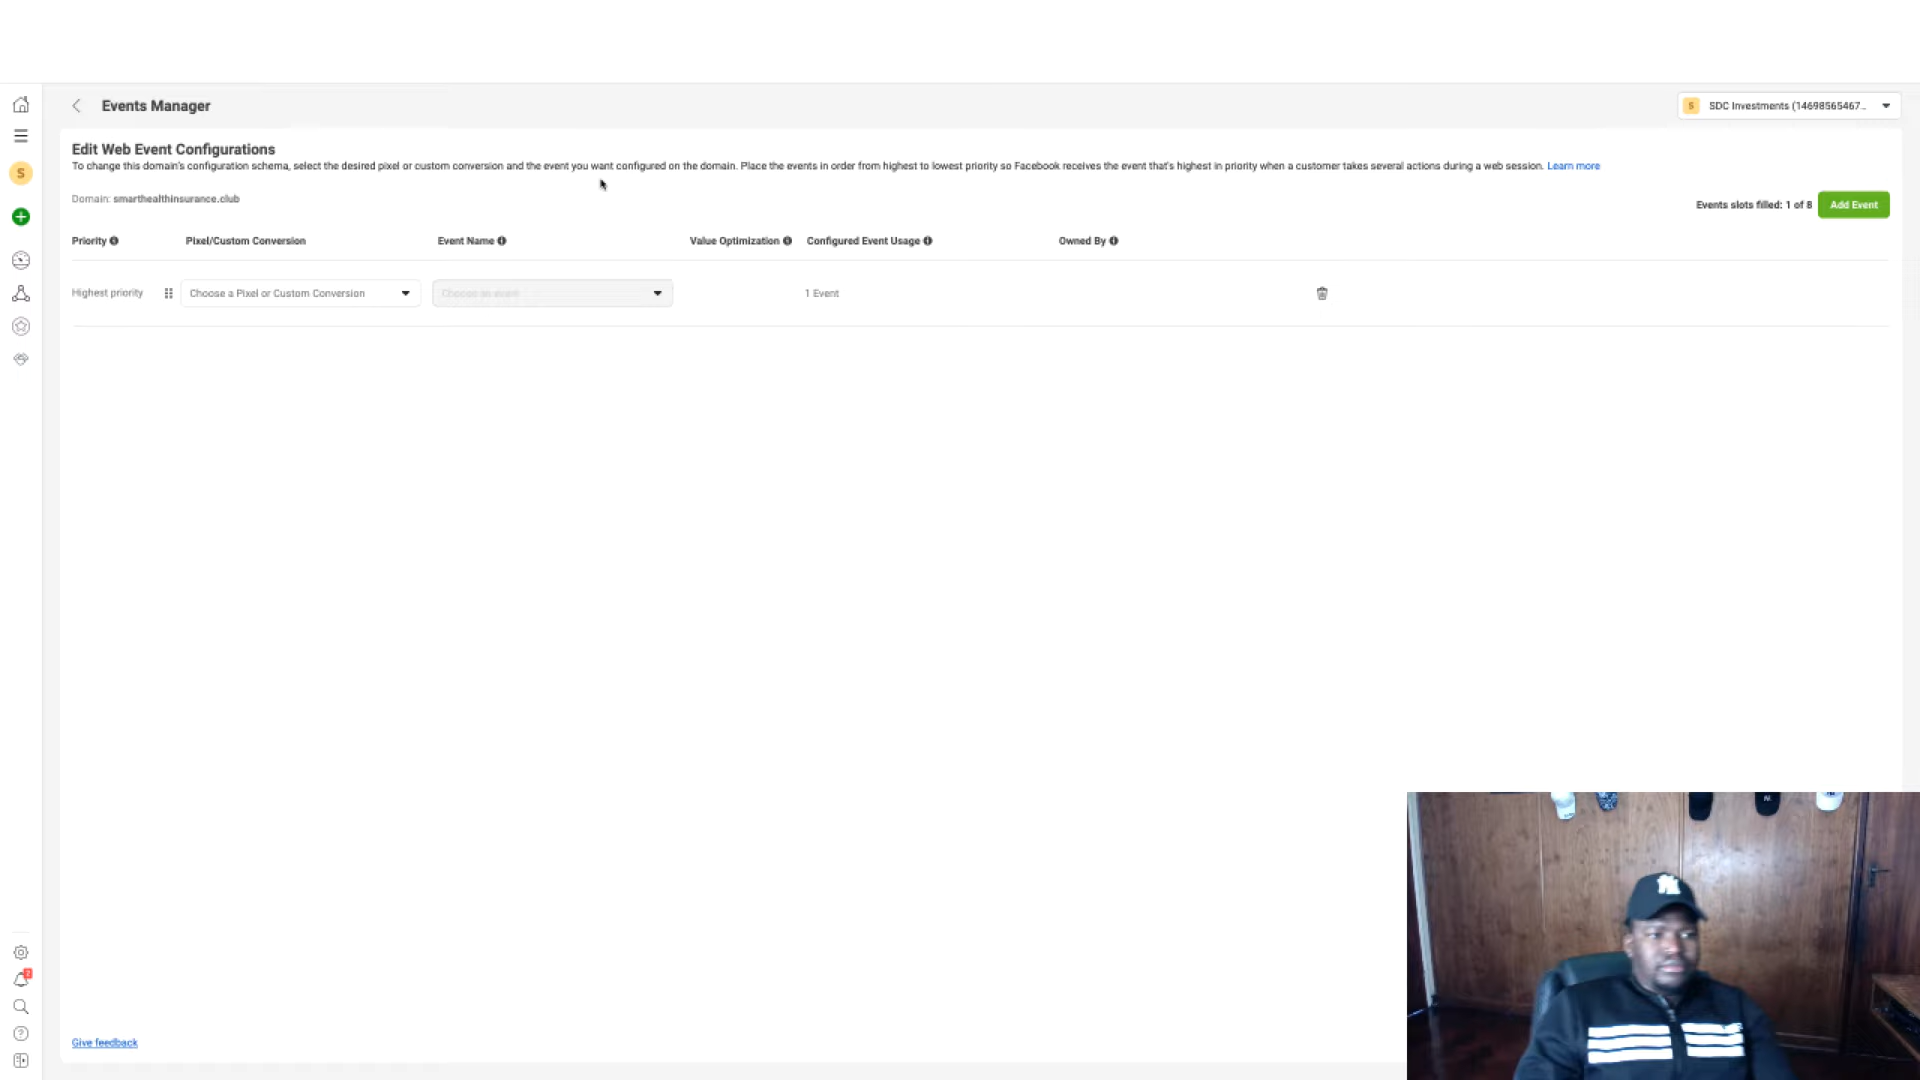 Events Manager
S SDC Investments (14698565467...
Edit Web Event Configurations
To change this domain's configuration schema, select the desired pixel or custom conversion and the event you want configured on the domain. Place the events in order from highest to lowest priority so Facebook receives the event that's highest in priority when a customer takes several actions during a web session. Learn more
S
Domain: smarthealthinsurance.club
Events slots filled: 1 of 8 Add Event
Priority Pixel/Custom Conversion Event Name Value Optimization Configured Event Usage Owned By
Highest priority Choose a Pixel or Custom Conversion Choose an event 1 Event
Give feedback